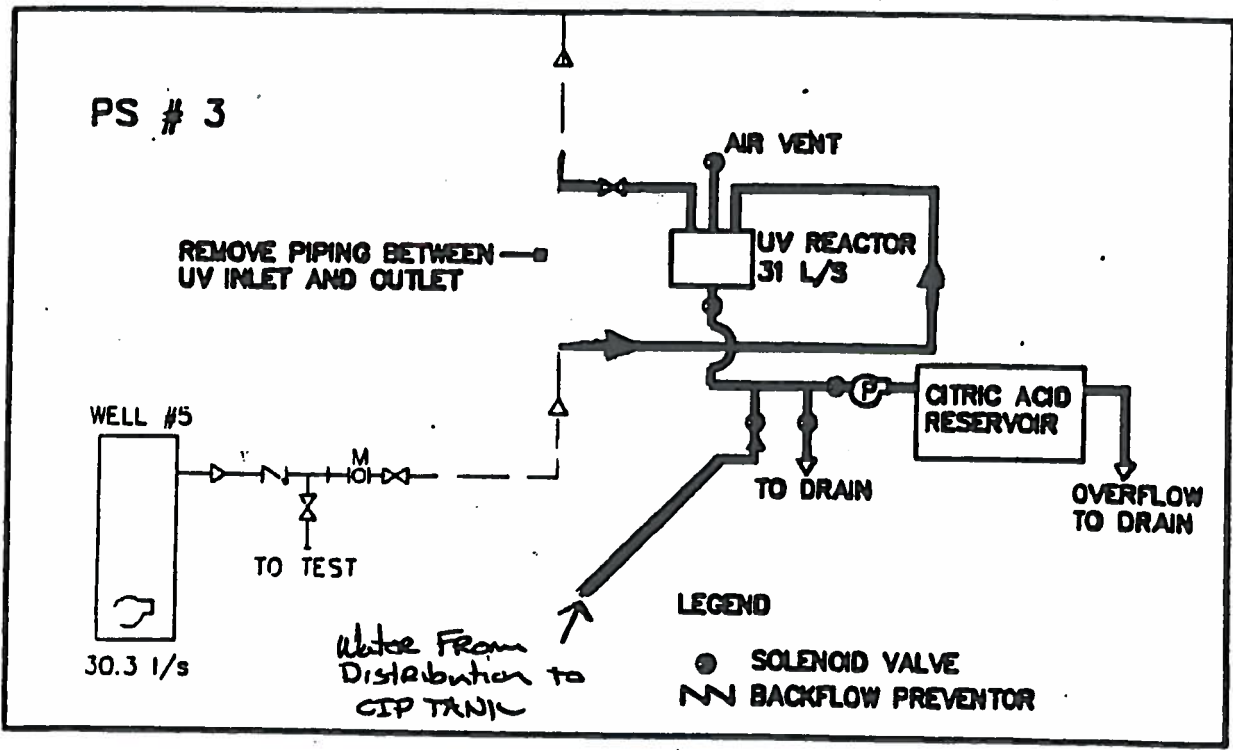 PS # 3
AIR VENT
REMOVE PIPING BETWEEN
UV INLET AND OUTLET
UV REACTOR
31 L/S
WELL #5
M
P
CITRIC ACID
RESERVOIR
TO TEST
TO DRAIN
OVERFLOW
TO DRAIN
30.3 l/s
Water From
Distribution to
CIP TANK
LEGEND
SOLENOID VALVE
BACKFLOW PREVENTOR